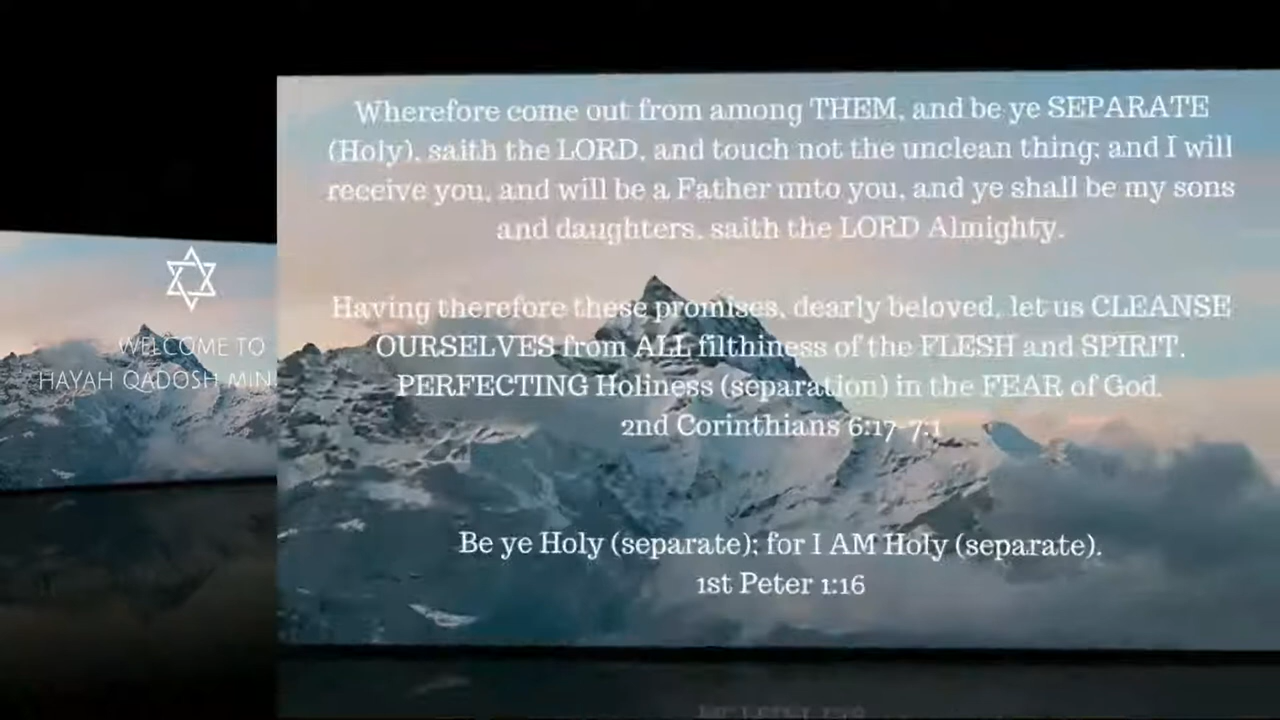 WELCOME TO
HAYAH QADOSH MIN
Wherefore come out from among THEM, and be ye SEPARATE
(Holy), saith the LORD, and touch not the unclean thing; and I will
receive you, and will be a Father unto you, and ye shall be my sons
and daughters, saith the LORD Almighty.
Having therefore these promises, dearly beloved, let us CLEANSE
OURSELVES from ALL filthiness of the FLESH and SPIRIT,
PERFECTING Holiness (separation) in the FEAR of God.
2nd Corinthians 6:17-7:1
Be ye Holy (separate); for I AM Holy (separate).
1st Peter 1:16